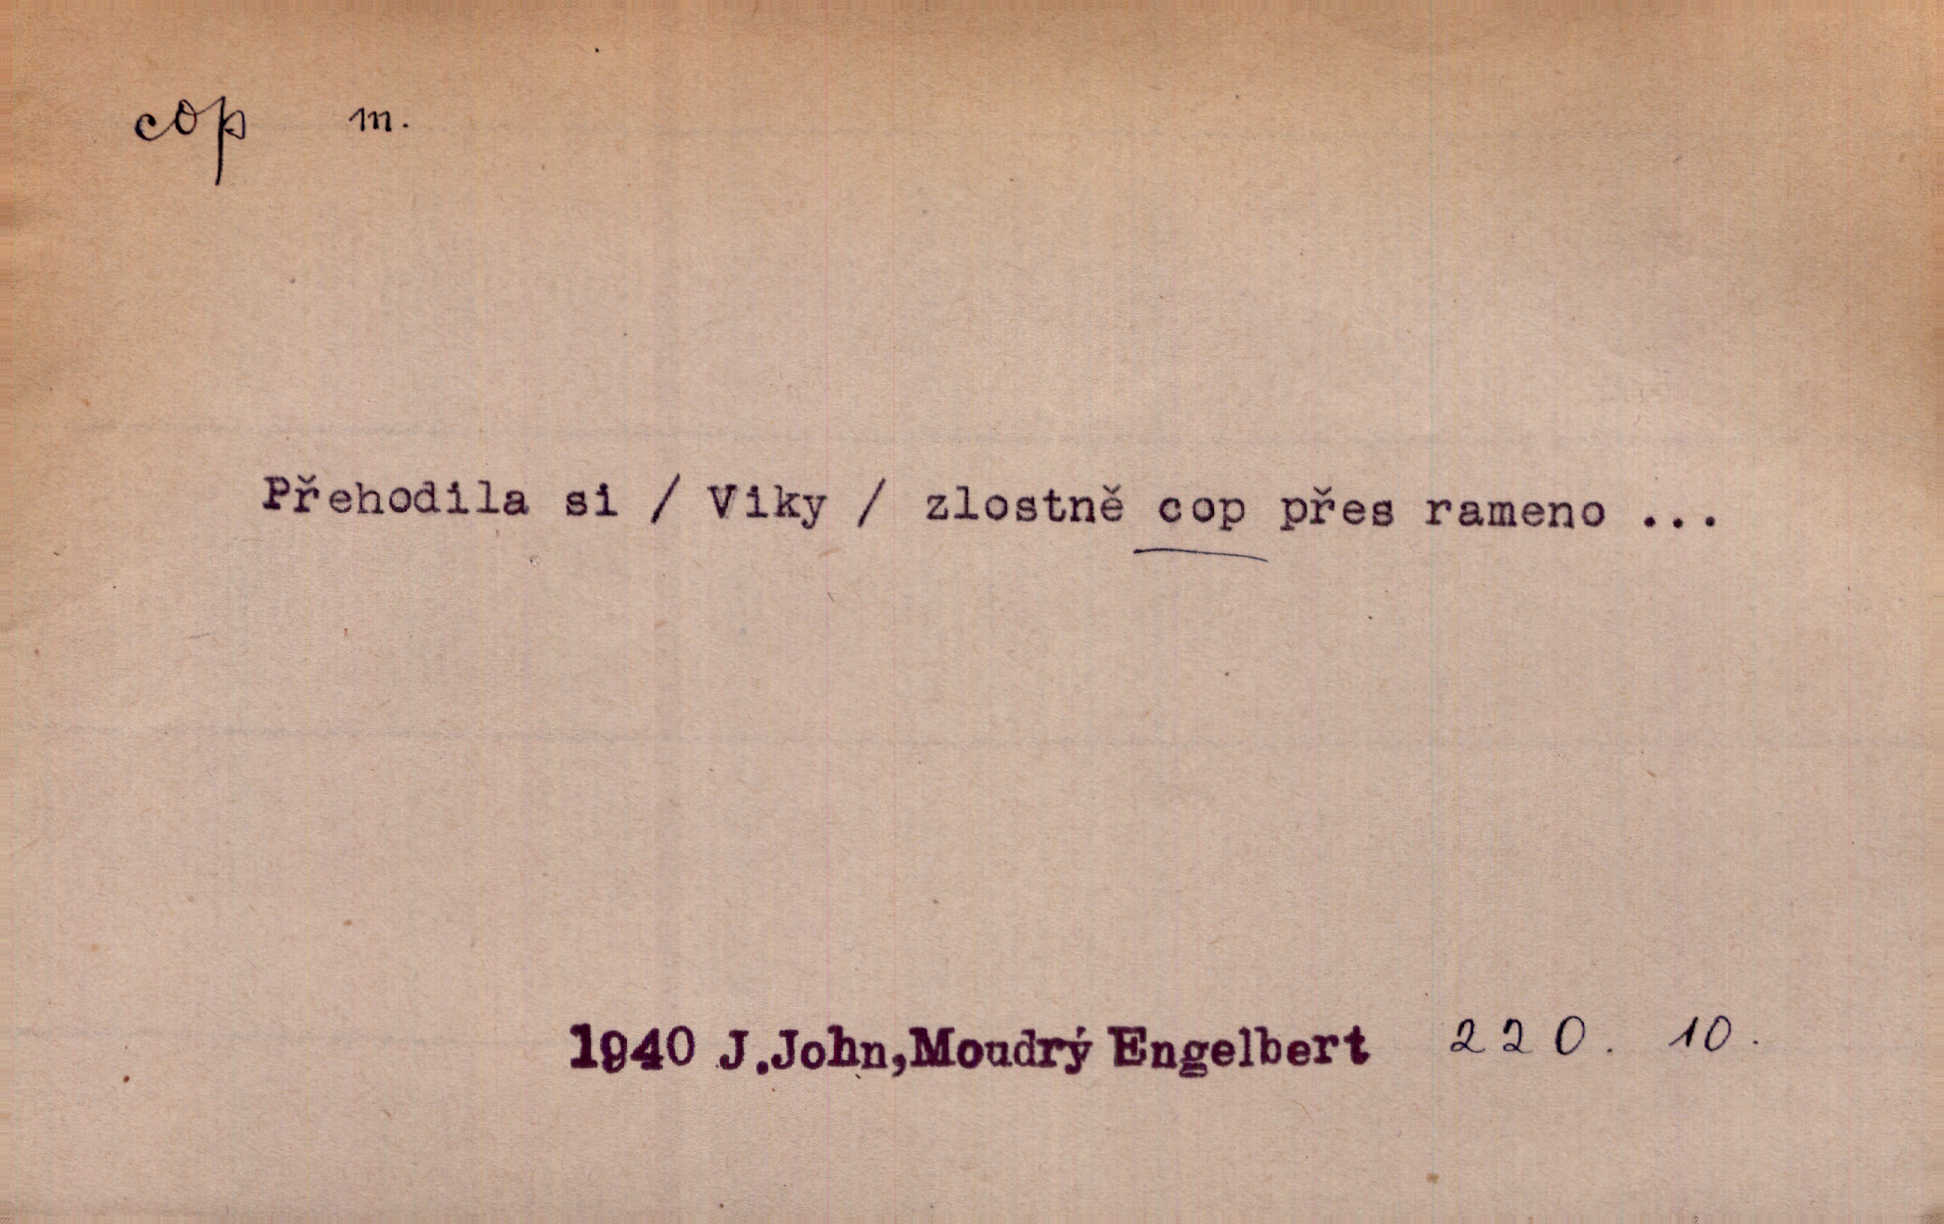 cop m.
Přehodila si / Viky / zlostně cop přes rameno ...
1940 J.John,Moudrý Engelbert 220. 10.